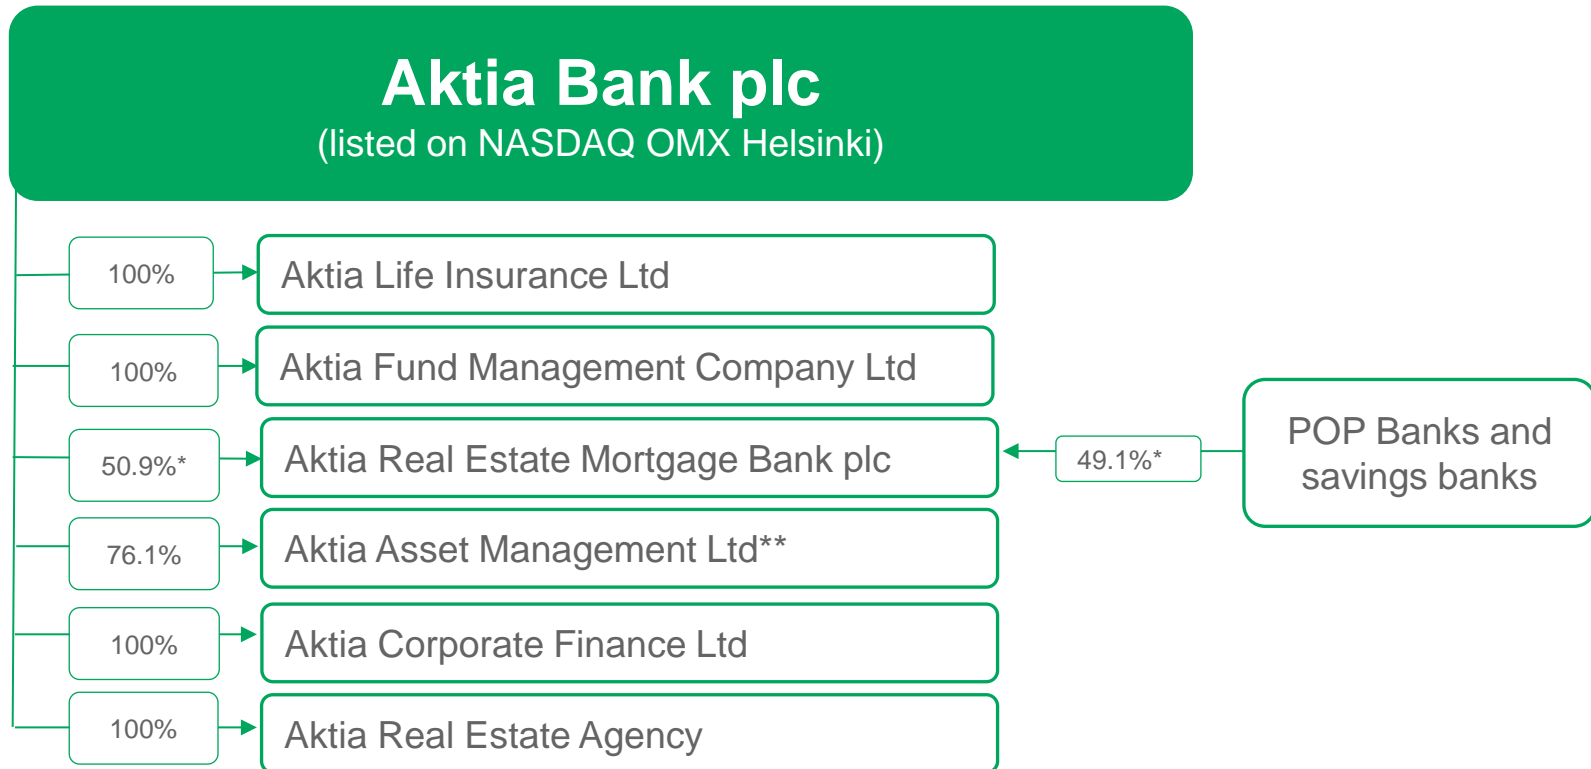 Aktia Bank plc
(listed on NASDAQ OMX Helsinki)
100%
Aktia Life Insurance Ltd
100%
Aktia Fund Management Company Ltd
50.9%*
Aktia Real Estate Mortgage Bank plc
49.1%*
POP Banks and
savings banks
76.1%
Aktia Asset Management Ltd**
100%
Aktia Corporate Finance Ltd
100%
Aktia Real Estate Agency